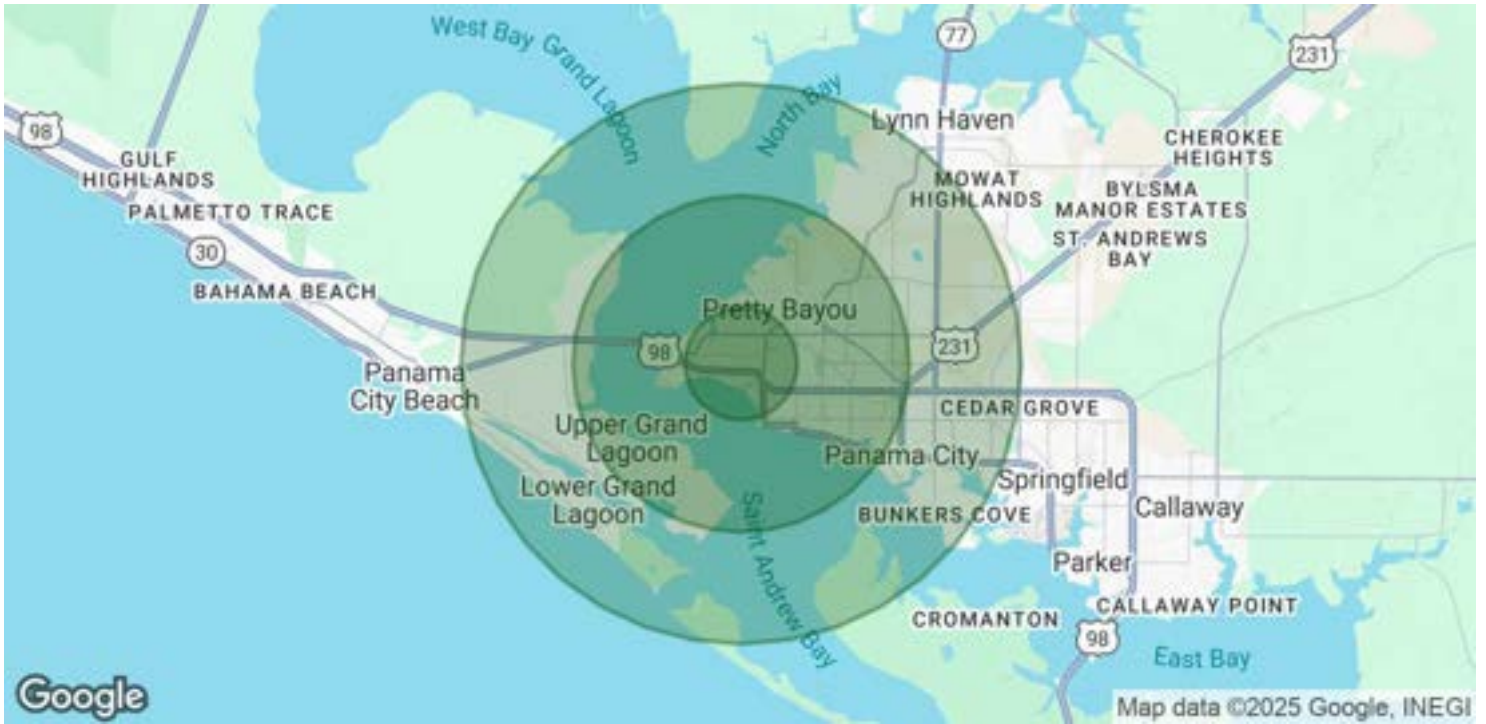 West Bay Grand Lagoon
North Bay
77
231
Lynn Haven
98
GULF
HIGHLANDS
CHEROKEE
HEIGHTS
MOWAT
HIGHLANDS
BYLSMA
MANOR ESTATES
PALMETTO TRACE
ST. ANDREWS
BAY
30
BAHAMA BEACH
Pretty Bayou
98
231
Panama
City Beach
CEDAR GROVE
Upper Grand
Lagoon
Panama City
Lower Grand
Lagoon
Springfield
Callaway
BUNKERS COVE
Saint Andrew Bay
Parker
CROMANTON
CALLAWAY POINT
98
East Bay
Google
Map data ©2025 Google, INEGI